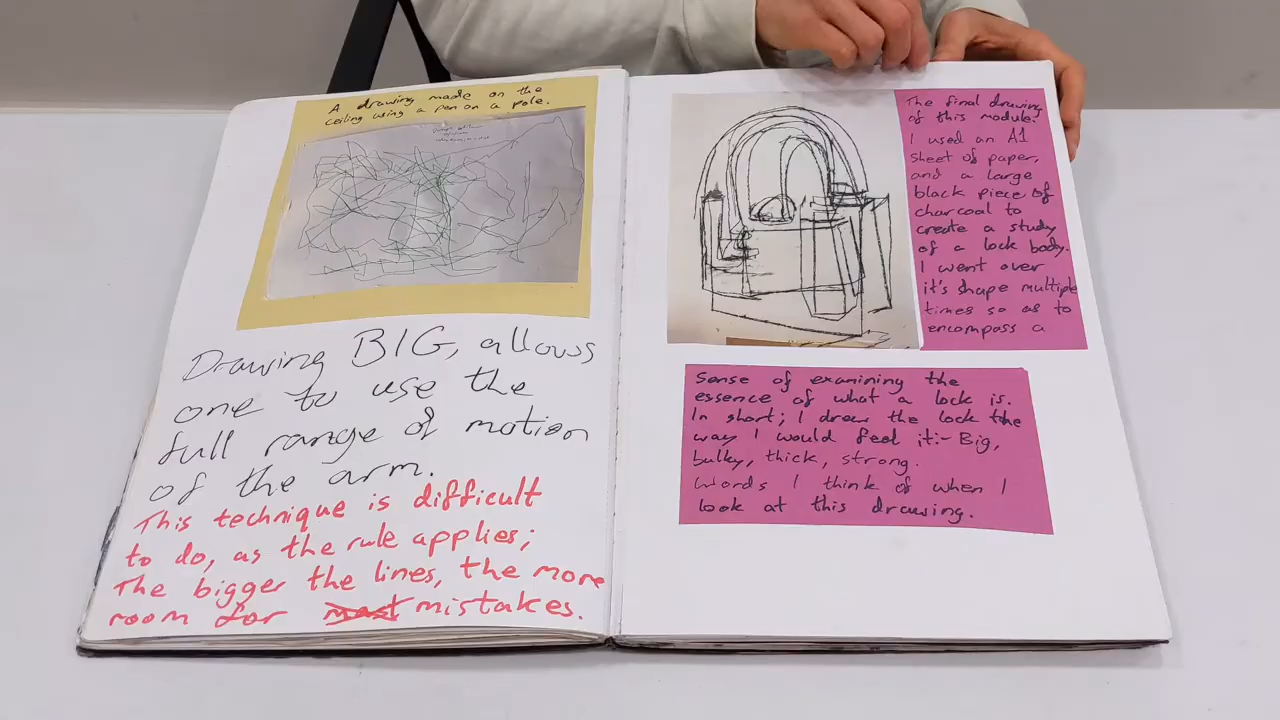 A drawing made on the
ceiling using a pen on a pole.
Drawing BIG, allows
one to use the
full range of motion
of the arm.
This technique is difficult
to do, as the rule applies;
The bigger the lines, the more
room for mistakes.
The final drawing
of this module:
I used an A1
sheet of paper,
and a large
black piece of
charcoal to
create a study
of a lock body.
I went over
it's shape multiple
times so as to
encompass a
sense of examining the
essence of what a lock is.
In short; I drew the lock the
way I would feel it:- Big,
bulky, thick, strong.
Words I think of when I
look at this drawing.